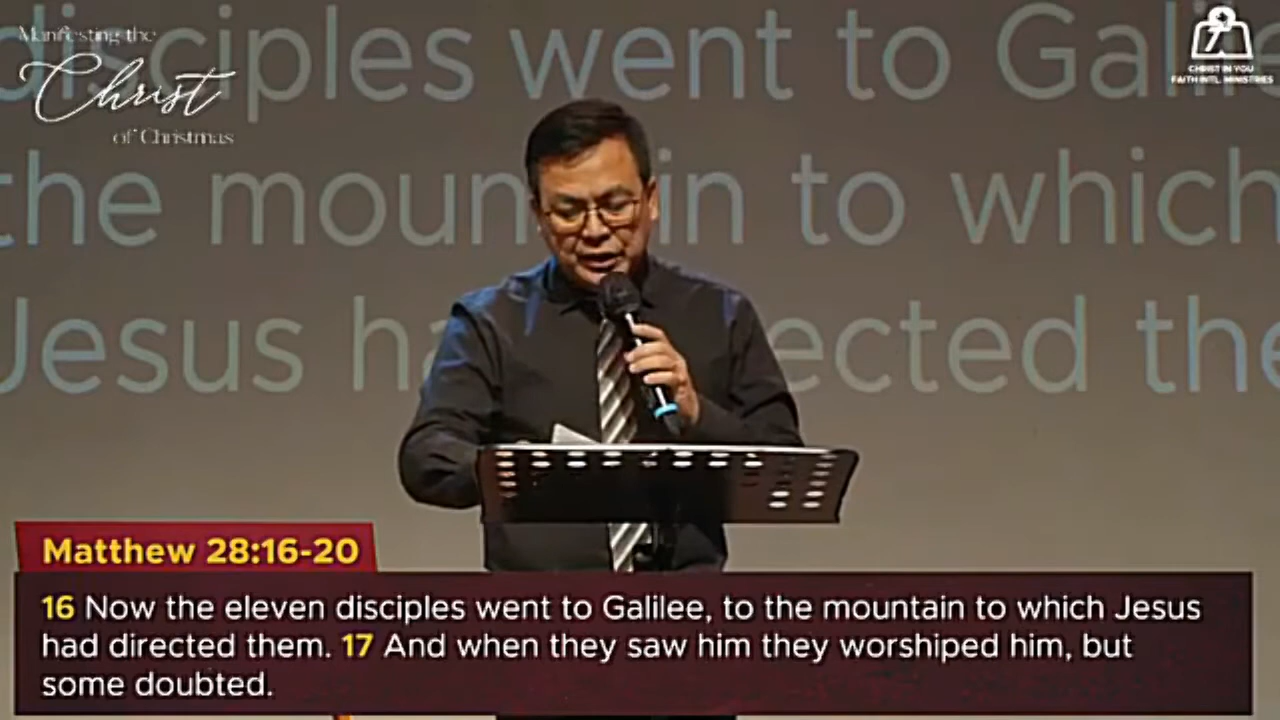 Manifesting the
Christ
of Christmas
CHRIST IN YOU
FAITH INTL. MINISTRIES
disciples went to Galile
the moun in to which
Jesus ha ected the
Matthew 28:16-20
16 Now the eleven disciples went to Galilee, to the mountain to which Jesus
had directed them. 17 And when they saw him they worshiped him, but
some doubted.